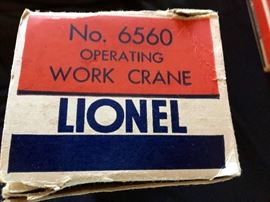 No. 6560
OPERATING
WORK CRANE
LIONEL